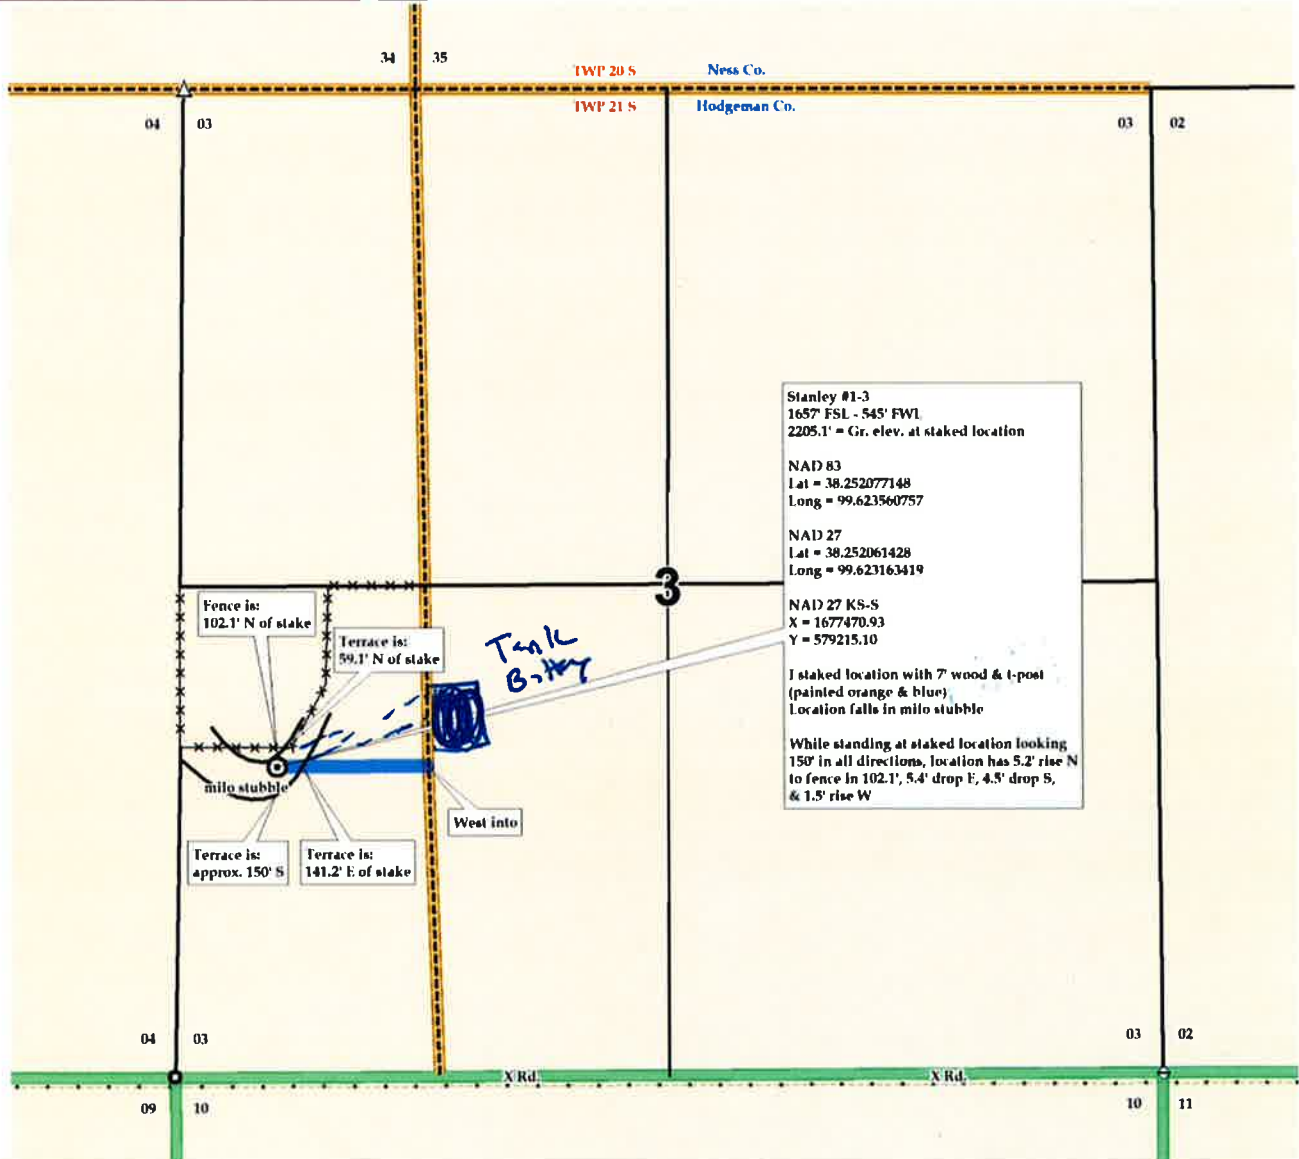 34 35
TWP 20 S Ness Co.
TWP 21 S Hodgeman Co.
04 03
03 02
Stanley #1-3
1657' FSL - 545' FWL
2205.1' = Gr. elev. at staked location
NAD 83
Lat = 38.252077148
Long = 99.623560757
NAD 27
Lat = 38.252061428
Long = 99.623163419
NAD 27 KS-S
X = 1677470.93
Y = 579215.10
I staked location with 7' wood & t-post
(painted orange & blue)
Location falls in milo stubble
While standing at staked location looking
150' in all directions, location has 5.2' rise N
to fence in 102.1', 5.4' drop E, 4.5' drop S,
& 1.5' rise W
3
Fence is:
102.1' N of stake
Terrace is:
59.1' N of stake
Tank
Battey
milo stubble
West into
Terrace is:
approx. 150' S
Terrace is:
141.2' E of stake
04 03
03 02
X Rd.
X Rd.
09 10
10 11